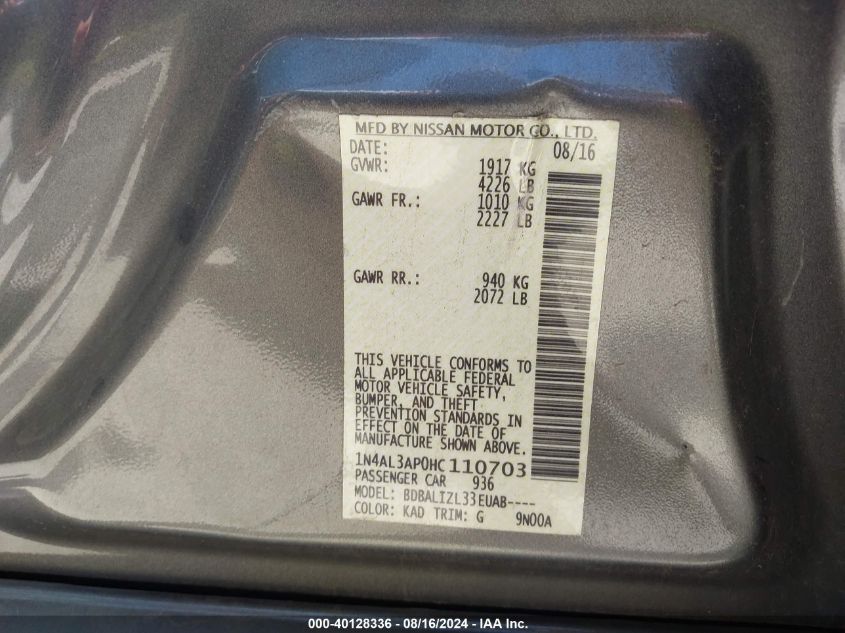 MFD BY NISSAN MOTOR CO., LTD.
DATE: 08/16
GVWR: 1917 KG
4226 LB
GAWR FR.: 1010 KG
2227 LB
GAWR RR.: 940 KG
2072 LB
THIS VEHICLE CONFORMS TO
ALL APPLICABLE FEDERAL
MOTOR VEHICLE SAFETY,
BUMPER, AND THEFT
PREVENTION STANDARDS IN
EFFECT ON THE DATE OF
MANUFACTURE SHOWN ABOVE.
1N4AL3AP0HC110703
PASSENGER CAR 936
MODEL: BDBALIZL33EUAB----
COLOR: KAD TRIM: G 9N00A
000-40128336 - 08/16/2024 - IAA Inc.